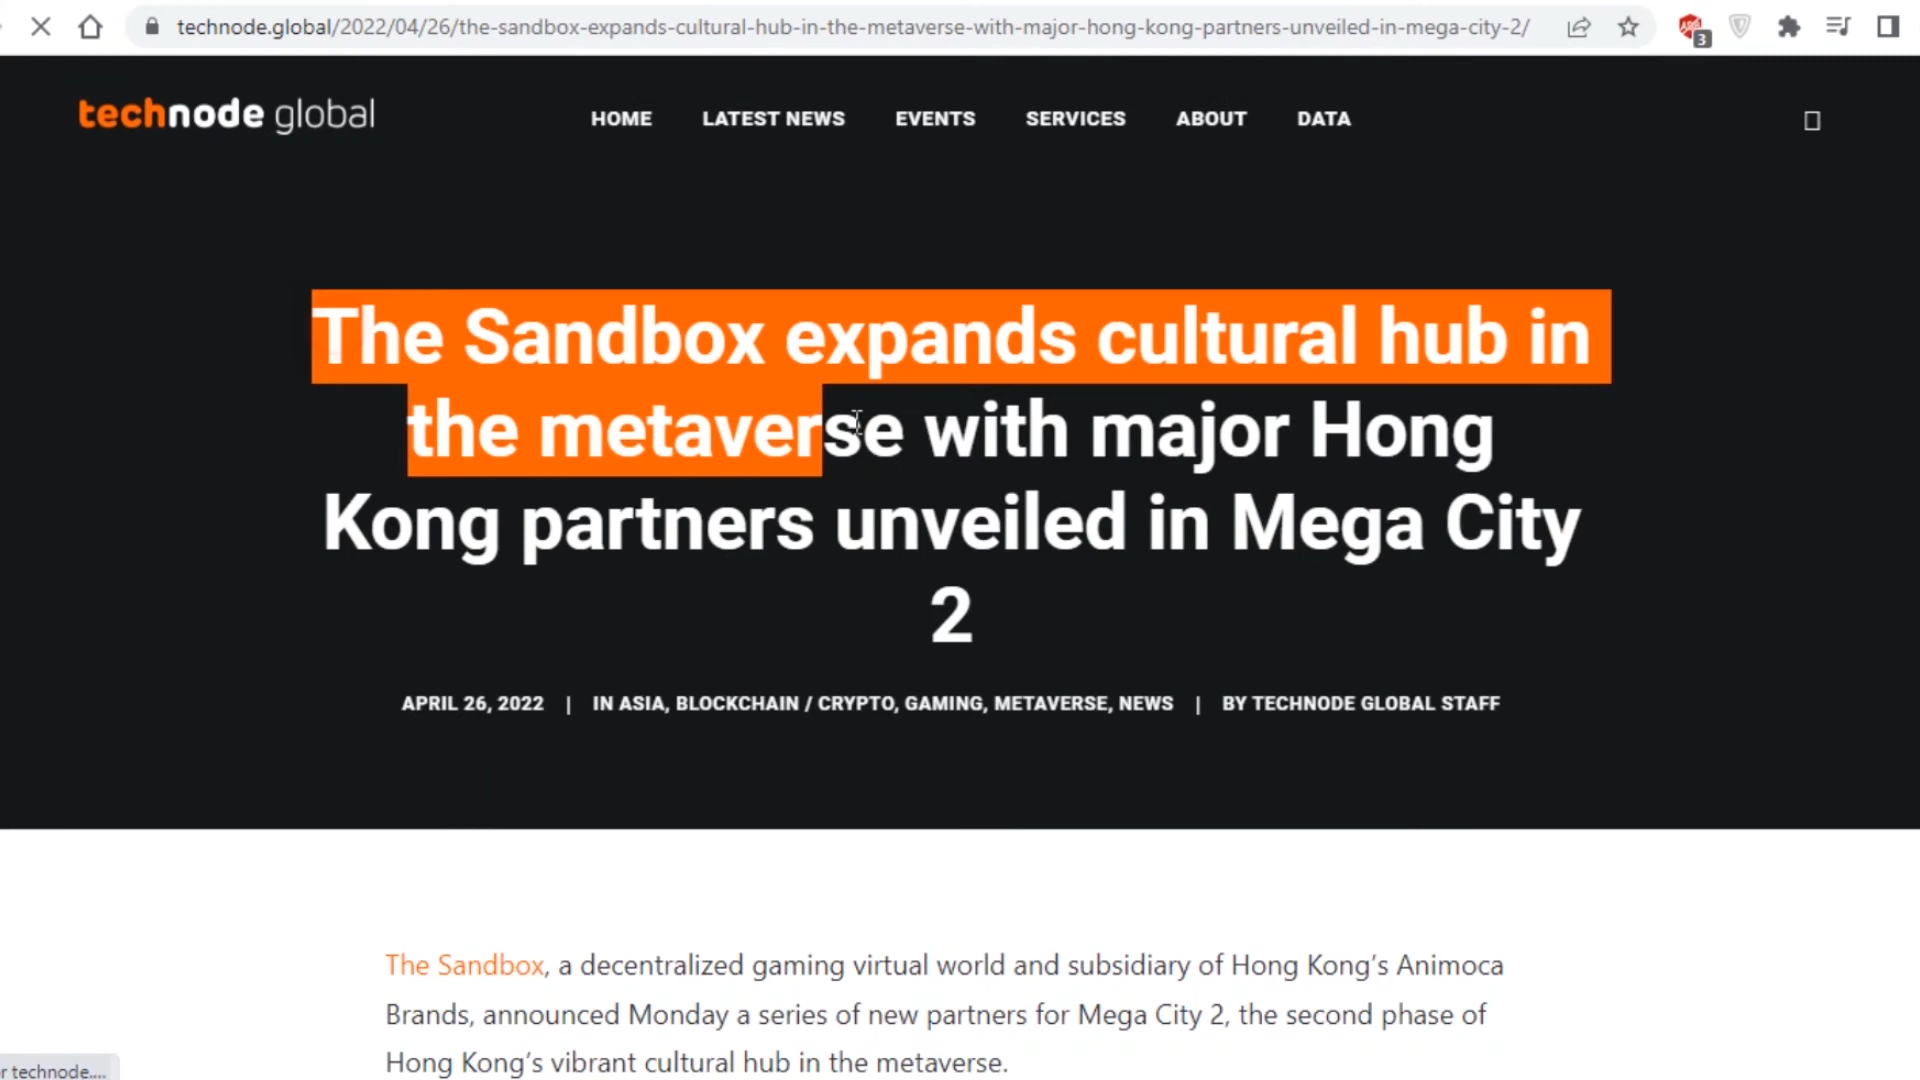 technode.global/2022/04/26/the-sandbox-expands-cultural-hub-in-the-metaverse-with-major-hong-kong-partners-unveiled-in-mega-city-2/
3
technode global
HOME LATEST NEWS EVENTS SERVICES ABOUT DATA
The Sandbox expands cultural hub in
the metaverse with major Hong
Kong partners unveiled in Mega City
2
APRIL 26, 2022 | IN ASIA, BLOCKCHAIN / CRYPTO, GAMING, METAVERSE, NEWS | BY TECHNODE GLOBAL STAFF
The Sandbox, a decentralized gaming virtual world and subsidiary of Hong Kong’s Animoca
Brands, announced Monday a series of new partners for Mega City 2, the second phase of
Hong Kong’s vibrant cultural hub in the metaverse.
r technode....